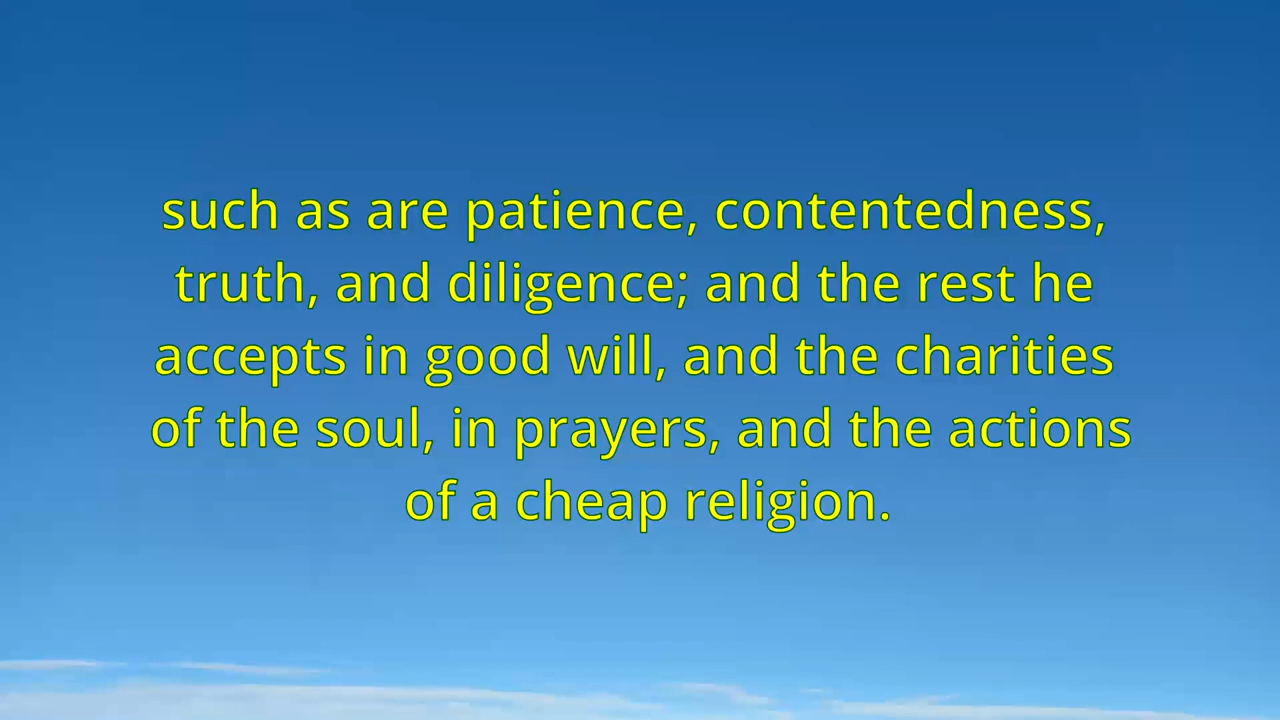 such as are patience, contentedness,
truth, and diligence; and the rest he
accepts in good will, and the charities
of the soul, in prayers, and the actions
of a cheap religion.